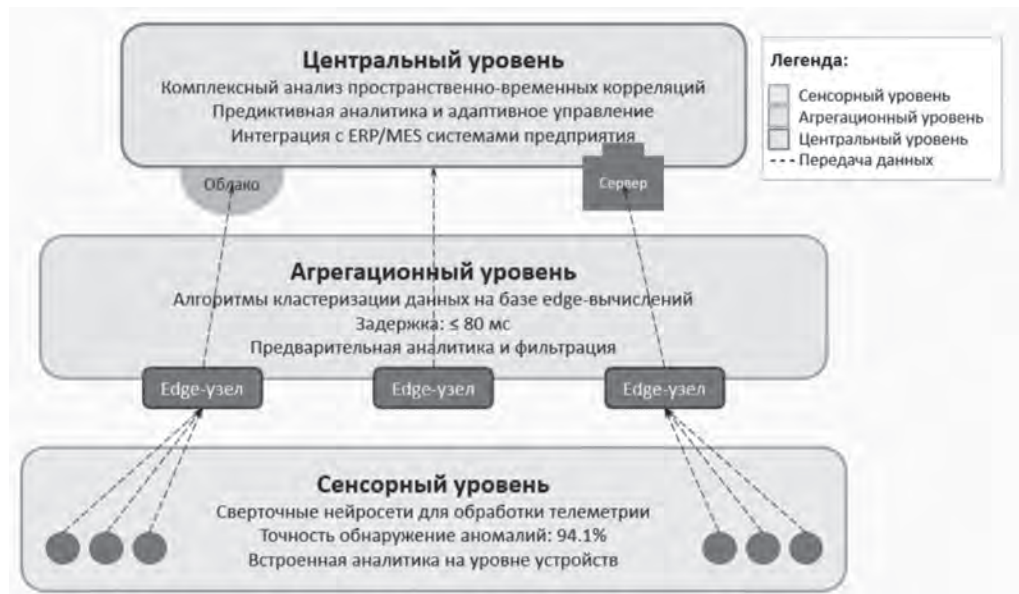 Центральный уровень
Комплексный анализ пространственно-временных корреляций
Предиктивная аналитика и адаптивное управление
Интеграция с ERP/MES системами предприятия
Легенда:
Сенсорный уровень
Агрегационный уровень
Центральный уровень
Передача данных
Облако
Сервер
Агрегационный уровень
Алгоритмы кластеризации данных на базе edge-вычислений
Задержка: ≤ 80 мс
Предварительная аналитика и фильтрация
Edge-узел
Edge-узел
Edge-узел
Сенсорный уровень
Сверточные нейросети для обработки телеметрии
Точность обнаружение аномалий: 94.1%
Встроенная аналитика на уровне устройств